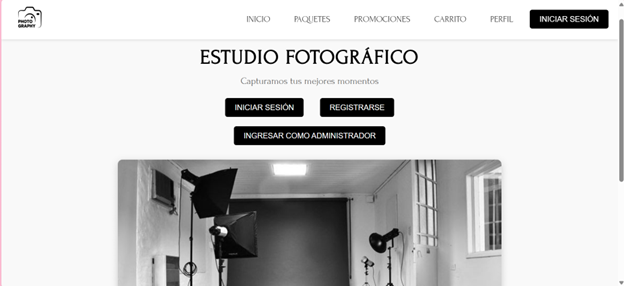 PHOTO
GRAPHY
INICIO PAQUETES PROMOCIONES CARRITO PERFIL INICIAR SESIÓN
ESTUDIO FOTOGRÁFICO
Capturamos tus mejores momentos
INICIAR SESIÓN REGISTRARSE
INGRESAR COMO ADMINISTRADOR